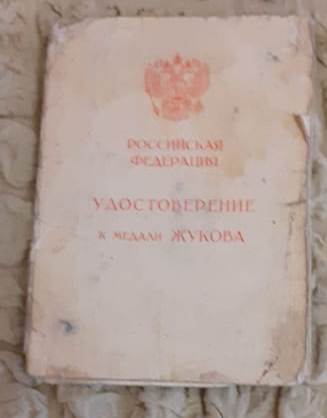 РОССИЙСКАЯ
ФЕДЕРАЦИЯ
УДОСТОВЕРЕНИЕ
К МЕДАЛИ ЖУКОВА